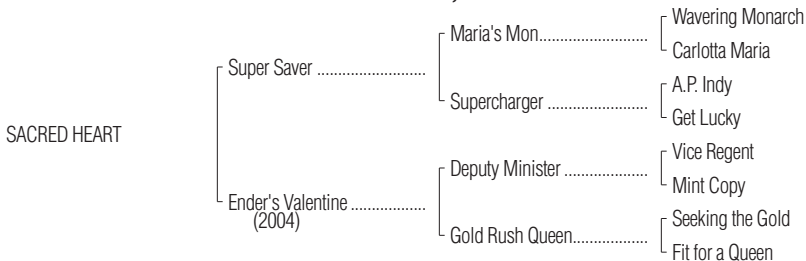 Wavering Monarch
Maria's Mon..........................
Carlotta Maria
Super Saver ..........................
A.P. Indy
Supercharger ........................
Get Lucky
SACRED HEART
Vice Regent
Deputy Minister ....................
Mint Copy
Ender's Valentine ..................
(2004)
Seeking the Gold
Gold Rush Queen..................
Fit for a Queen